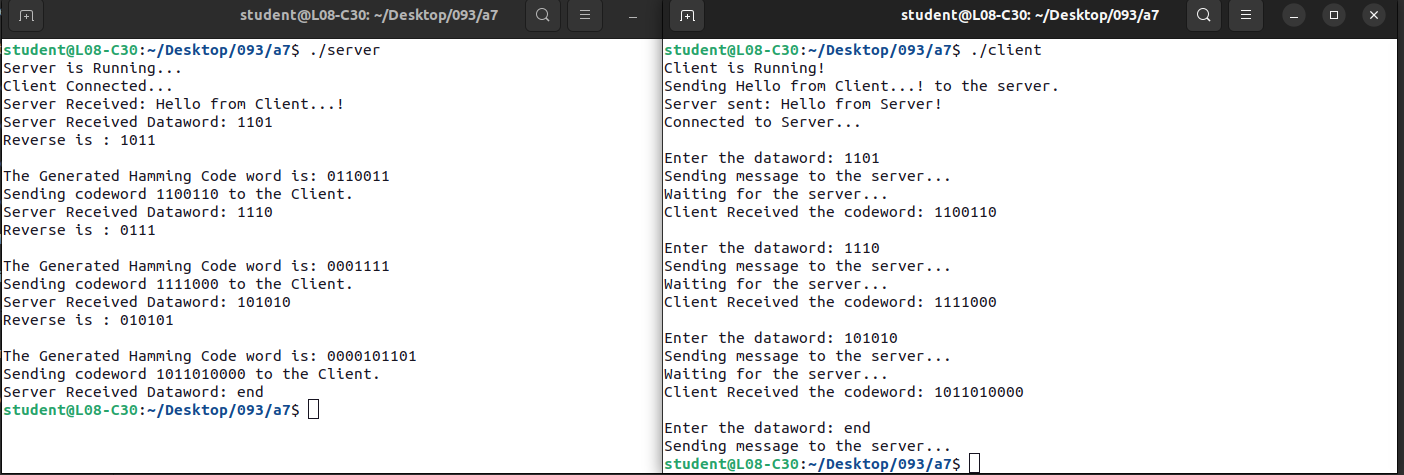 student@L08-C30: ~/Desktop/093/a7
student@L08-C30:~/Desktop/093/a7$ ./server
Server is Running...
Client Connected...
Server Received: Hello from Client...!
Server Received Dataword: 1101
Reverse is : 1011
The Generated Hamming Code word is: 0110011
Sending codeword 1100110 to the Client.
Server Received Dataword: 1110
Reverse is : 0111
The Generated Hamming Code word is: 0001111
Sending codeword 1111000 to the Client.
Server Received Dataword: 101010
Reverse is : 010101
The Generated Hamming Code word is: 0000101101
Sending codeword 1011010000 to the Client.
Server Received Dataword: end
student@L08-C30:~/Desktop/093/a7$
student@L08-C30: ~/Desktop/093/a7
student@L08-C30:~/Desktop/093/a7$ ./client
Client is Running!
Sending Hello from Client...! to the server.
Server sent: Hello from Server!
Connected to Server...
Enter the dataword: 1101
Sending message to the server...
Waiting for the server...
Client Received the codeword: 1100110
Enter the dataword: 1110
Sending message to the server...
Waiting for the server...
Client Received the codeword: 1111000
Enter the dataword: 101010
Sending message to the server...
Waiting for the server...
Client Received the codeword: 1011010000
Enter the dataword: end
Sending message to the server...
student@L08-C30:~/Desktop/093/a7$